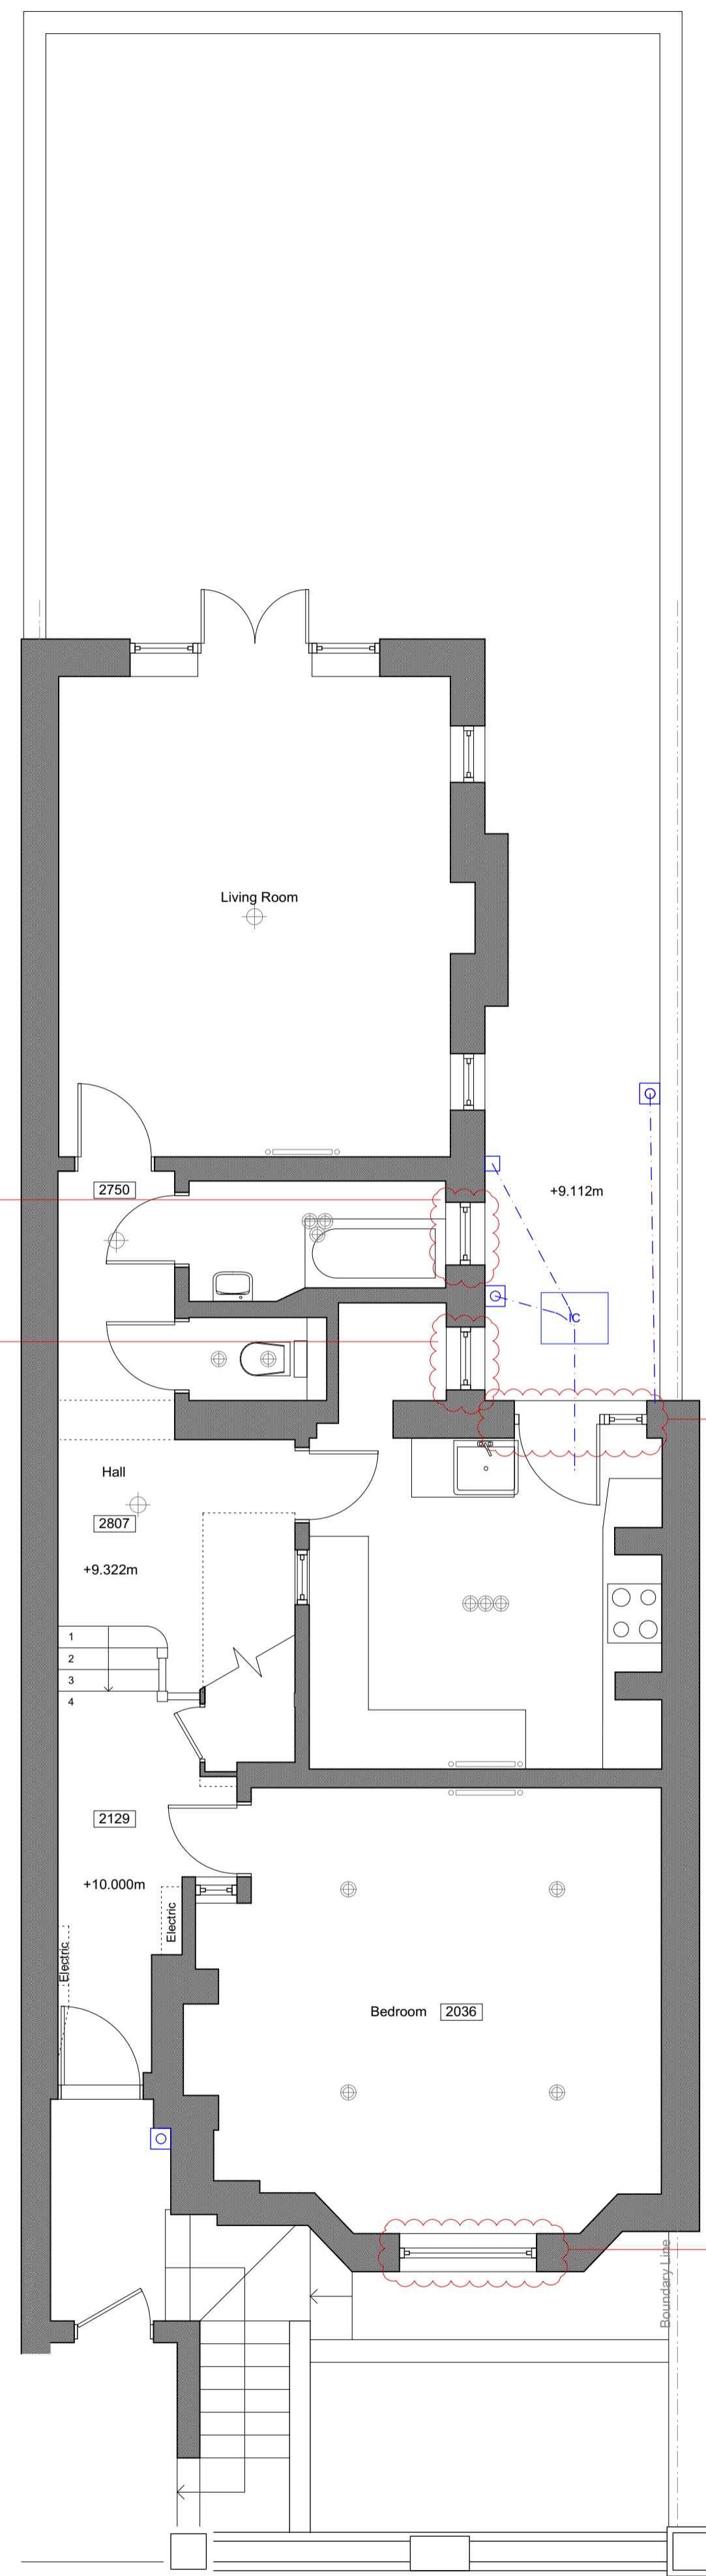 Living Room
2750
+9.112m
IC
Hall
2807
+9.322m
1
2
3
4
2129
+10.000m
Electric
Electric
Bedroom 2036
Boundary Line